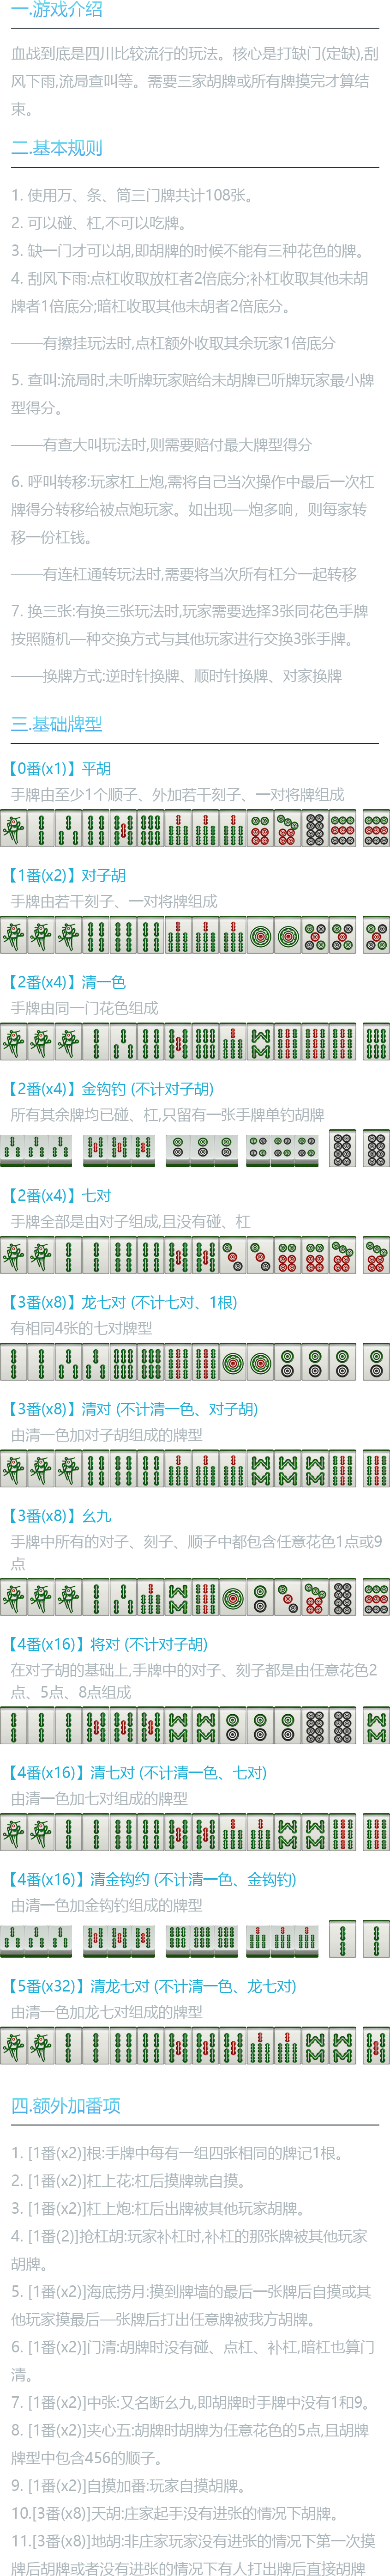 一.游戏介绍
血战到底是四川比较流行的玩法。核心是打缺门(定缺),刮
风下雨,流局查叫等。需要三家胡牌或所有牌摸完才算结
束。
二.基本规则
1. 使用万、条、筒三门牌共计108张。
2. 可以碰、杠,不可以吃牌。
3. 缺一门才可以胡,即胡牌的时候不能有三种花色的牌。
4. 刮风下雨:点杠收取放杠者2倍底分;补杠收取其他未胡
牌者1倍底分;暗杠收取其他未胡者2倍底分。
——有擦挂玩法时,点杠额外收取其余玩家1倍底分
5. 查叫:流局时,未听牌玩家赔给未胡牌已听牌玩家最小牌
型得分。
——有查大叫玩法时,则需要赔付最大牌型得分
6. 呼叫转移:玩家杠上炮,需将自己当次操作中最后一次杠
牌得分转移给被点炮玩家。如出现—炮多响，则每家转
移一份杠钱。
——有连杠通转玩法时,需要将当次所有杠分一起转移
7. 换三张:有换三张玩法时,玩家需要选择3张同花色手牌
按照随机—种交换方式与其他玩家进行交换3张手牌。
——换牌方式:逆时针换牌、顺时针换牌、对家换牌
三.基础牌型
【0番(x1)】平胡
手牌由至少1个顺子、外加若干刻子、一对将牌组成
【1番(x2)】对子胡
手牌由若干刻子、一对将牌组成
【2番(x4)】清一色
手牌由同一门花色组成
【2番(x4)】金钩钓 (不计对子胡)
所有其余牌均已碰、杠,只留有一张手牌单钓胡牌
【2番(x4)】七对
手牌全部是由对子组成,且没有碰、杠
【3番(x8)】龙七对 (不计七对、1根)
有相同4张的七对牌型
【3番(x8)】清对 (不计清一色、对子胡)
由清一色加对子胡组成的牌型
【3番(x8)】幺九
手牌中所有的对子、刻子、顺子中都包含任意花色1点或9
点
【4番(x16)】将对 (不计对子胡)
在对子胡的基础上,手牌中的对子、刻子都是由任意花色2
点、5点、8点组成
【4番(x16)】清七对 (不计清一色、七对)
由清一色加七对组成的牌型
【4番(x16)】清金钩约 (不计清一色、金钩钓)
由清一色加金钩钓组成的牌型
【5番(x32)】清龙七对 (不计清一色、龙七对)
由清一色加龙七对组成的牌型
四.额外加番项
1. [1番(x2)]根:手牌中每有一组四张相同的牌记1根。
2. [1番(x2)]杠上花:杠后摸牌就自摸。
3. [1番(x2)]杠上炮:杠后出牌被其他玩家胡牌。
4. [1番(2)]抢杠胡:玩家补杠时,补杠的那张牌被其他玩家
胡牌。
5. [1番(x2)]海底捞月:摸到牌墙的最后一张牌后自摸或其
他玩家摸最后—张牌后打出任意牌被我方胡牌。
6. [1番(x2)]门清:胡牌时没有碰、点杠、补杠,暗杠也算门
清。
7. [1番(x2)]中张:又名断幺九,即胡牌时手牌中没有1和9。
8. [1番(x2)]夹心五:胡牌时胡牌为任意花色的5点,且胡牌
牌型中包含456的顺子。
9. [1番(x2)]自摸加番:玩家自摸胡牌。
10.[3番(x8)]天胡:庄家起手没有进张的情况下胡牌。
11.[3番(x8)]地胡:非庄家玩家没有进张的情况下第一次摸
牌后胡牌或者没有进张的情况下有人打出牌后直接胡牌